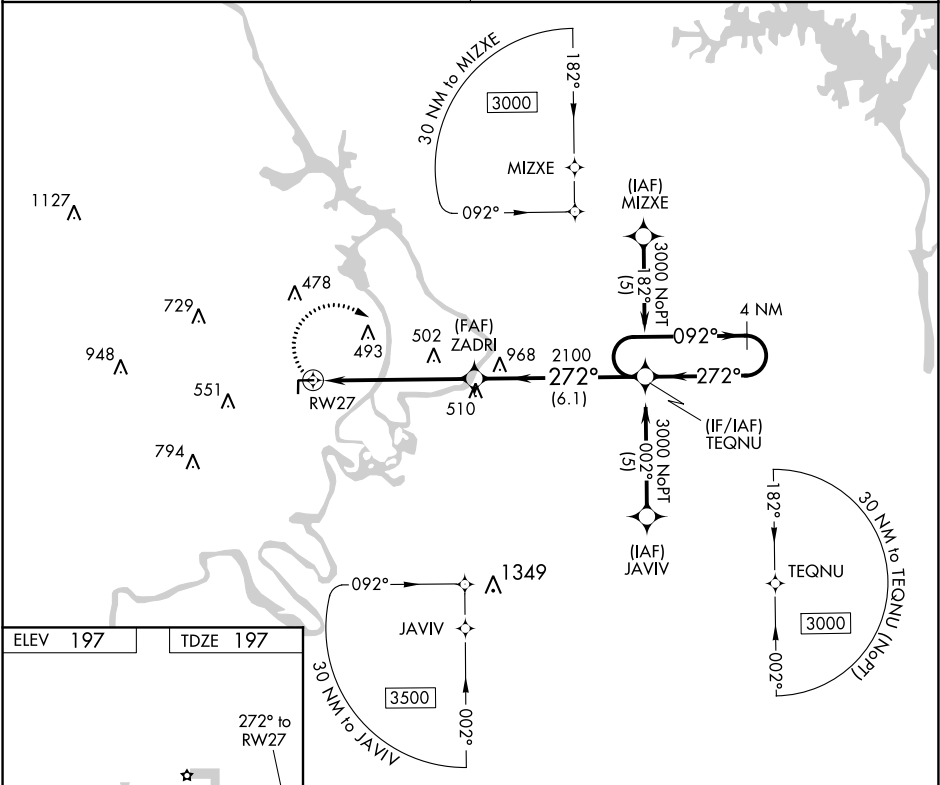 30 NM to MIZXE
182°
3000
MIZXE
092°
1127
(IAF)
MIZXE
3000 NoPT
182°
(5)
4 NM
092°
478
729
493
502
(FAF)
ZADRI
968
2100
272°
(6.1)
272°
948
551
RW27
510
(IF/IAF)
TEQNU
794
3000 NoPT
002°
(5)
(IAF)
JAVIV
182°
30 NM to TEQNU (NoPT)
TEQNU
3000
002°
092°
1349
JAVIV
3500
002°
30 NM to JAVIV
ELEV 197
TDZE 197
272° to
RW27